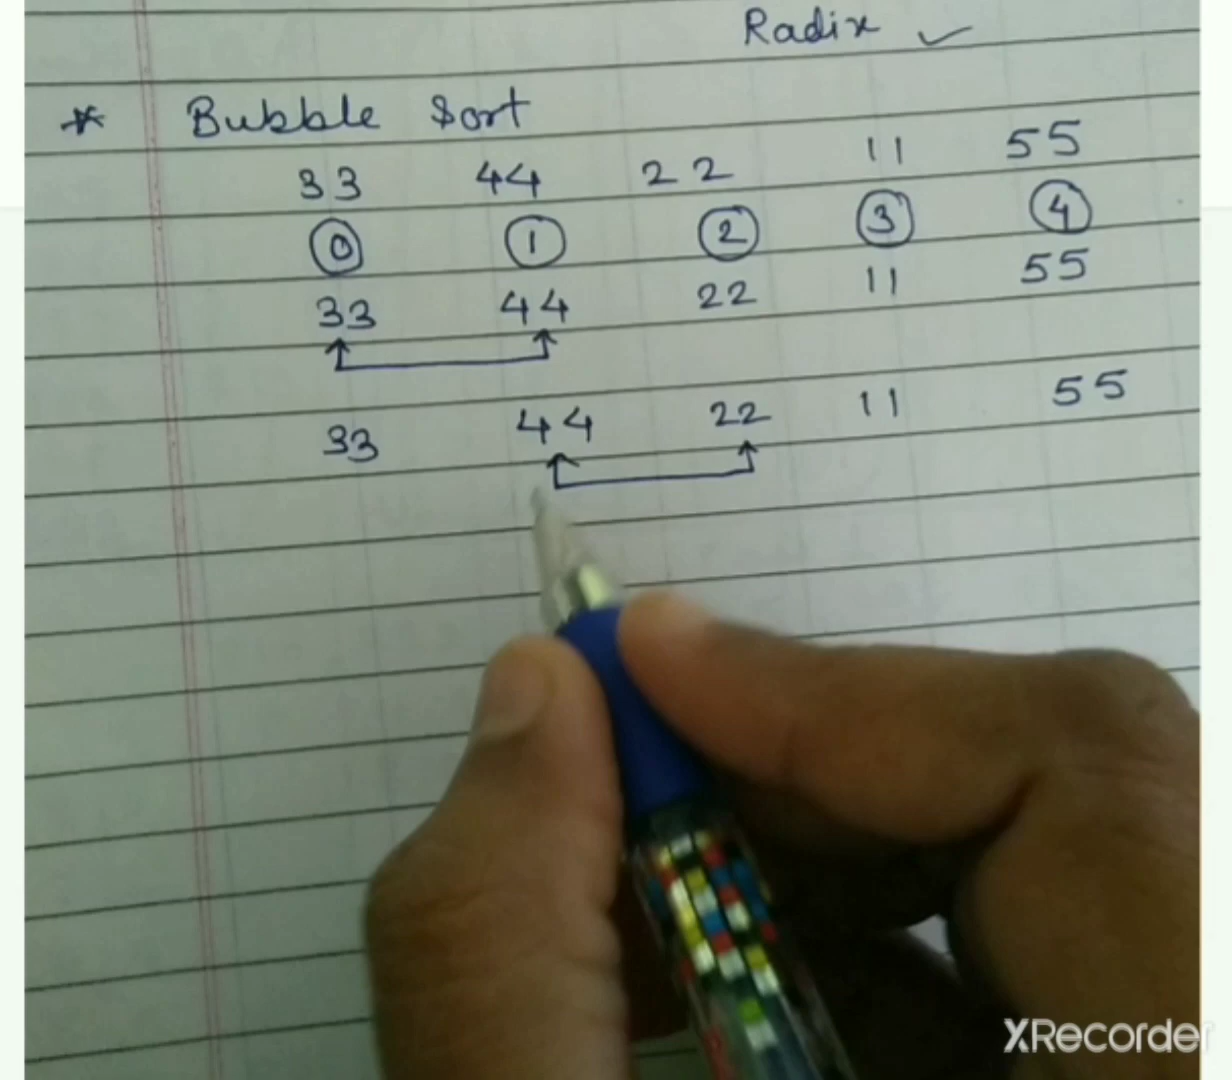 Radix ✓
* Bubble Sort
33 44 22 11 55
0 1 2 3 4
33 44 22 11 55
33 44 22 11 55
XRecorder